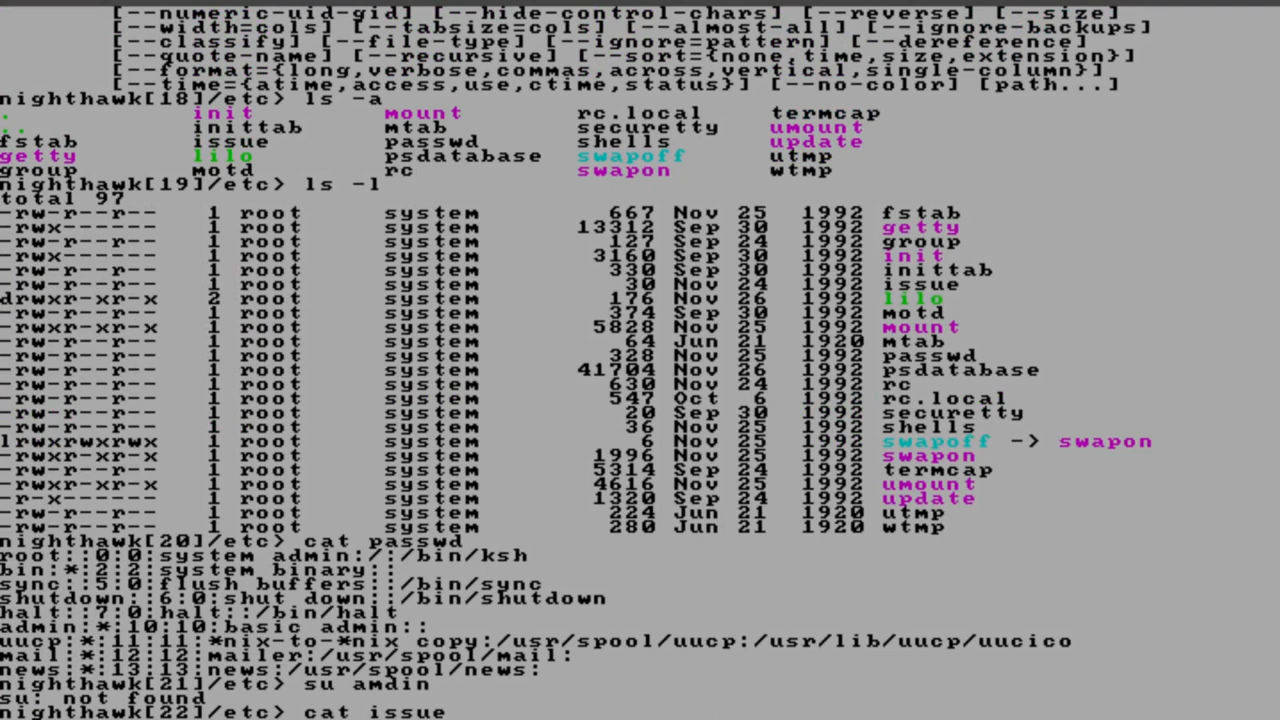 [--numeric-uid-gid] [--hide-control-chars] [--reverse] [--size]
[--width=cols] [--tabsize=cols] [--almost-all] [--ignore-backups]
[--classify] [--file-type] [--ignore=pattern] [--dereference]
[--quote-name] [--recursive] [--sort={none,time,size,extension}]
[--format={long,verbose,commas,across,vertical,single-column}]
[--time={atime,access,use,ctime,status}] [--no-color] [path...]
nighthawk[18]/etc> ls -a
. init mount rc.local termcap
.. inittab mtab securetty umount
fstab issue passwd shells update
getty lilo psdatabase swapoff utmp
group motd rc swapon wtmp
nighthawk[19]/etc> ls -l
total 97
-rw-r--r-- 1 root system 667 Nov 25 1992 fstab
-rwx------ 1 root system 13312 Sep 30 1992 getty
-rw-r--r-- 1 root system 127 Sep 24 1992 group
-rwx------ 1 root system 3160 Sep 30 1992 init
-rw-r--r-- 1 root system 330 Sep 30 1992 inittab
-rw-r--r-- 1 root system 30 Nov 24 1992 issue
drwxr-xr-x 2 root system 176 Nov 26 1992 lilo
-rw-r--r-- 1 root system 374 Sep 30 1992 motd
-rwxr-xr-x 1 root system 5828 Nov 25 1992 mount
-rw-r--r-- 1 root system 64 Jun 21 1920 mtab
-rw-r--r-- 1 root system 328 Nov 25 1992 passwd
-rw-r--r-- 1 root system 41704 Nov 26 1992 psdatabase
-rw-r--r-- 1 root system 630 Nov 24 1992 rc
-rw-r--r-- 1 root system 547 Oct 6 1992 rc.local
-rw-r--r-- 1 root system 20 Sep 30 1992 securetty
-rw-r--r-- 1 root system 36 Nov 25 1992 shells
lrwxrwxrwx 1 root system 6 Nov 25 1992 swapoff -> swapon
-rwxr-xr-x 1 root system 1996 Nov 25 1992 swapon
-rw-r--r-- 1 root system 5314 Sep 24 1992 termcap
-rwxr-xr-x 1 root system 4616 Nov 25 1992 umount
-r-x------ 1 root system 1320 Sep 24 1992 update
-rw-r--r-- 1 root system 224 Jun 21 1920 utmp
-rw-r--r-- 1 root system 280 Jun 21 1920 wtmp
nighthawk[20]/etc> cat passwd
root::0:0:system admin:/:/bin/ksh
bin:*:2:2:system binary::
sync::5:0:flush buffers::/bin/sync
shutdown::6:0:shut down::/bin/shutdown
halt::7:0:halt::/bin/halt
admin:*:10:10:basic admin::
uucp:*:11:11:*nix-to-*nix copy:/usr/spool/uucp:/usr/lib/uucp/uucico
mail:*:12:12:mailer:/usr/spool/mail:
news:*:13:13:news:/usr/spool/news:
nighthawk[21]/etc> su amdin
su: not found
nighthawk[22]/etc> cat issue